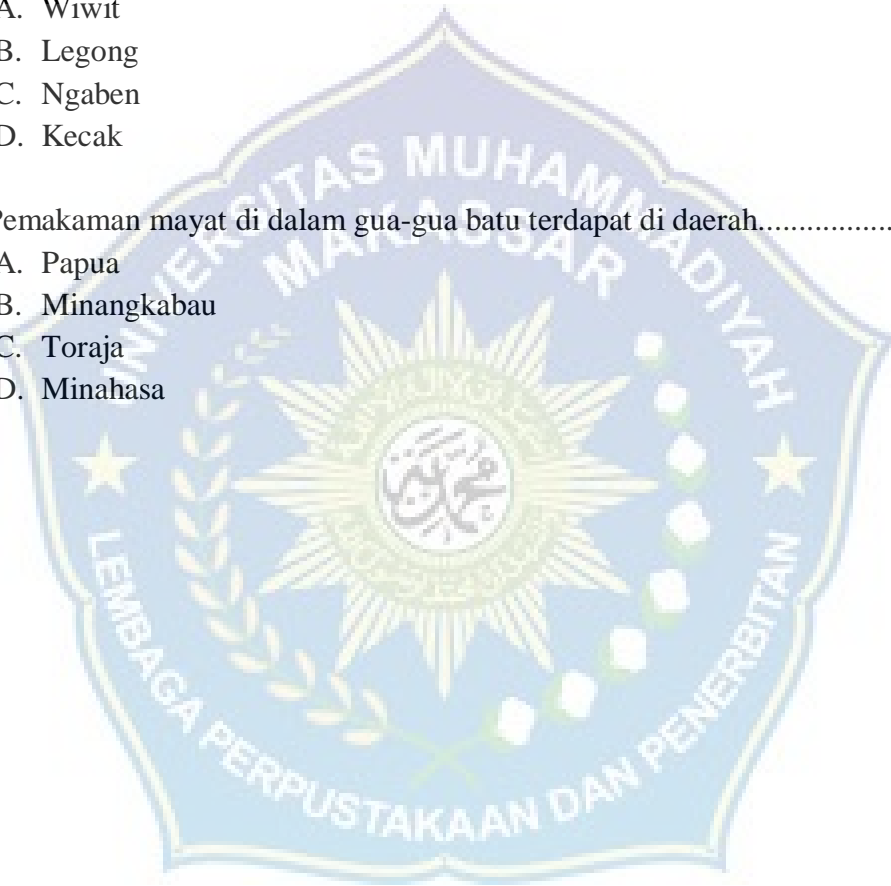 A. Wiwit
B. Legong
C. Ngaben
D. Kecak
Pemakaman mayat di dalam gua-gua batu terdapat di daerah.................
A. Papua
B. Minangkabau
C. Toraja
D. Minahasa
UNIVERSITAS MUHAMMADIYAH
MAKASSAR
LEMBAGA PERPUSTAKAAN DAN PENERBITAN